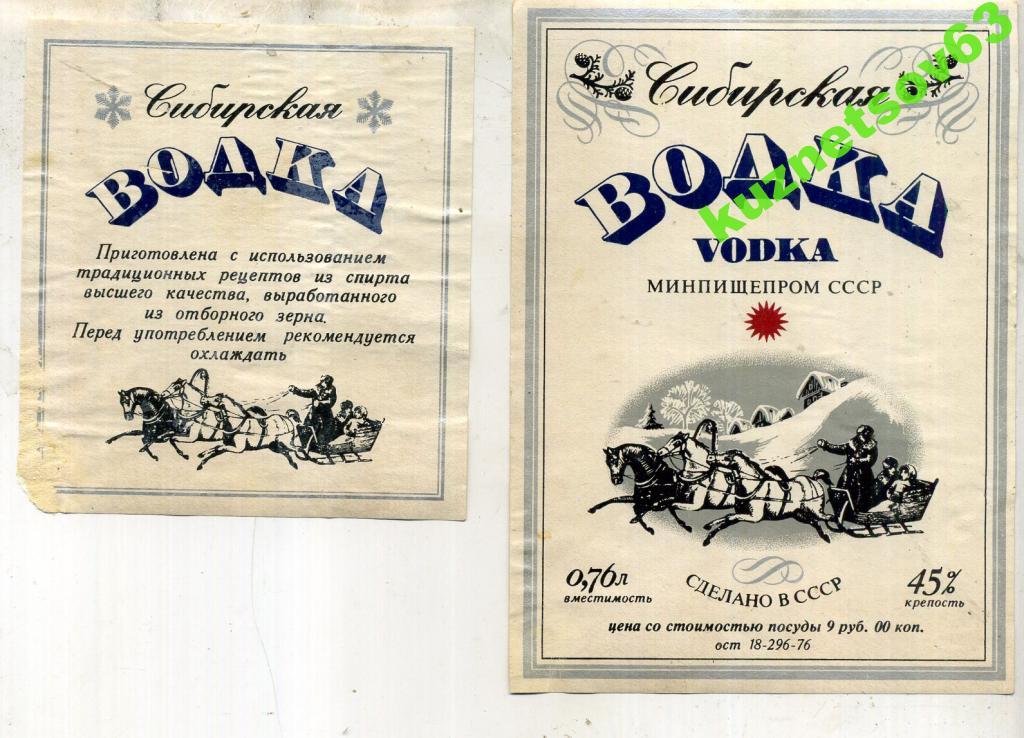 Сибирская
ВОДКА
Приготовлена с использованием
традиционных рецептов из спирта
высшего качества, выработанного
из отборного зерна.
Перед употреблением рекомендуется
охлаждать
Сибирская
ВОДКА
VODKA
МИНПИЩЕПРОМ СССР
0,76л
вместимость
СДЕЛАНО В СССР
45%
крепость
цена со стоимостью посуды 9 руб. 00 коп.
ост 18-296-76
kuznetsov63